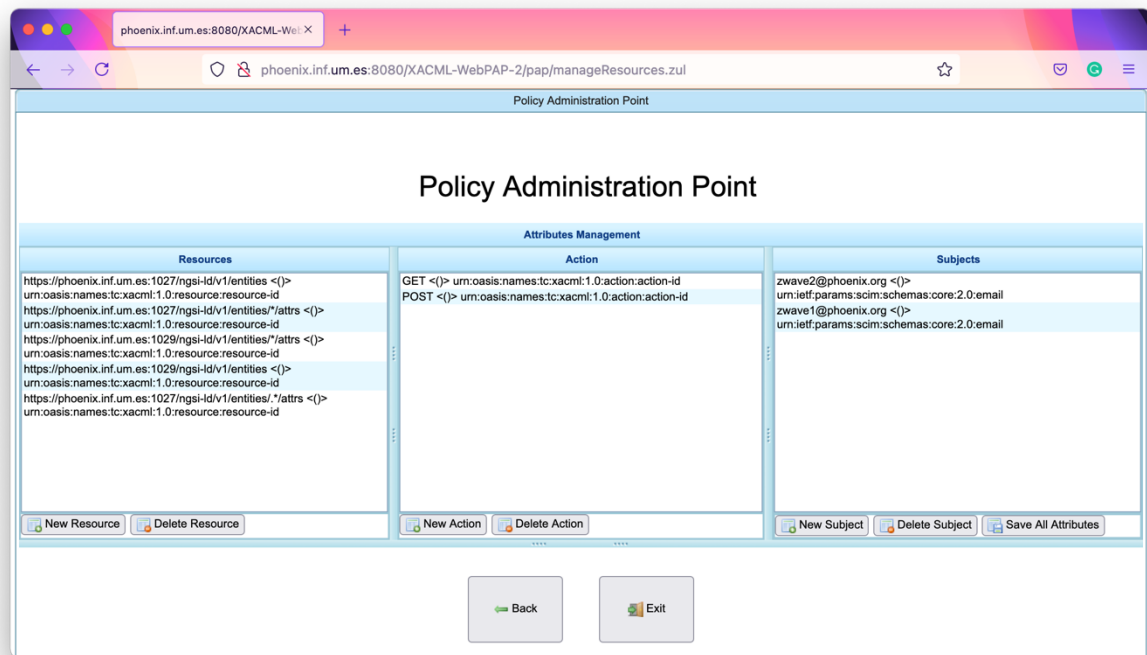 phoenix.inf.um.es:8080/XACML-Web
phoenix.inf.um.es:8080/XACML-WebPAP-2/pap/manageResources.zul
Policy Administration Point
Policy Administration Point
Attributes Management
Resources
https://phoenix.inf.um.es:1027/ngsi-ld/v1/entities <()>
urn:oasis:names:tc:xacml:1.0:resource:resource-id
https://phoenix.inf.um.es:1027/ngsi-ld/v1/entities/*/attrs <()>
urn:oasis:names:tc:xacml:1.0:resource:resource-id
https://phoenix.inf.um.es:1029/ngsi-ld/v1/entities/*/attrs <()>
urn:oasis:names:tc:xacml:1.0:resource:resource-id
https://phoenix.inf.um.es:1029/ngsi-ld/v1/entities <()>
urn:oasis:names:tc:xacml:1.0:resource:resource-id
https://phoenix.inf.um.es:1027/ngsi-ld/v1/entities/.*/attrs <()>
urn:oasis:names:tc:xacml:1.0:resource:resource-id
New Resource
Delete Resource
Action
GET <()> urn:oasis:names:tc:xacml:1.0:action:action-id
POST <()> urn:oasis:names:tc:xacml:1.0:action:action-id
New Action
Delete Action
Subjects
zwave2@phoenix.org <()>
urn:ietf:params:scim:schemas:core:2.0:email
zwave1@phoenix.org <()>
urn:ietf:params:scim:schemas:core:2.0:email
New Subject
Delete Subject
Save All Attributes
Back
Exit